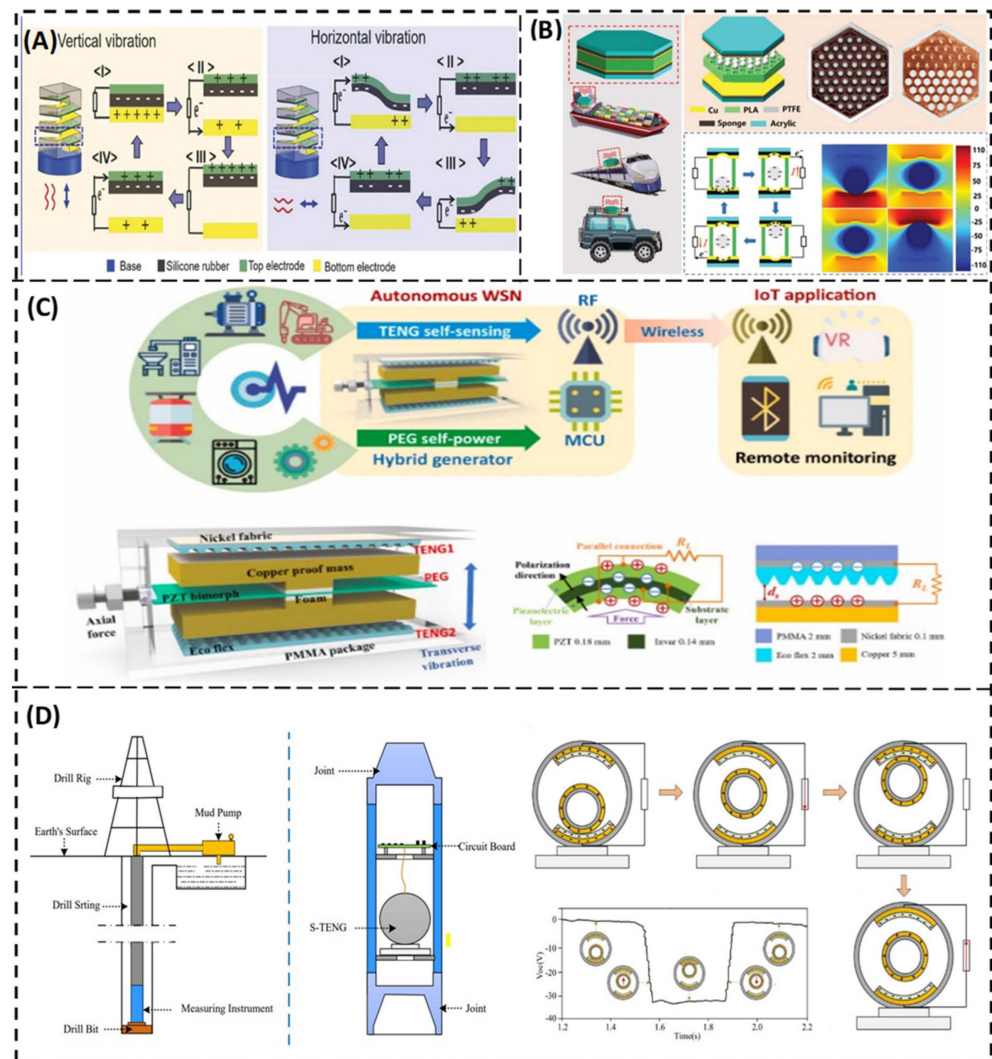 (A)
Vertical vibration
<I>
<II>
e⁻
e⁻
<IV>
<III>
e⁻
Horizontal vibration
<I>
<II>
e⁻
e⁻
<IV>
<III>
e⁻
Base
Silicone rubber
Top electrode
Bottom electrode
(B)
Cu
PLA
PTFE
Sponge
Acrylic
e⁻
I
I
e⁻
110
75
50
25
0
-25
-50
-75
-110
(C)
Autonomous WSN
RF
IoT application
TENG self-sensing
Wireless
VR
PEG self-power
MCU
Hybrid generator
Remote monitoring
Nickel fabric
TENG1
Copper proof mass
PEG
PZT bimorph
Foam
Axial
force
TENG2
Eco flex
PMMA package
Transverse
vibration
Parallel connection
R_L
Polarization
direction
Piezoelectric
layer
Force
Substrate
layer
PZT 0.18 mm
Invar 0.14 mm
R_L
PMMA 2 mm
Nickel fabric 0.1 mm
Eco flex 2 mm
Copper 5 mm
(D)
Drill Rig
Earth's Surface
Mud Pump
Drill Srting
Measuring Instrument
Drill Bit
Joint
Circuit Board
S-TENG
Joint
Voc(V)
0
-10
-20
-30
-40
1.2
1.4
1.6
1.8
2.0
2.2
Time(s)